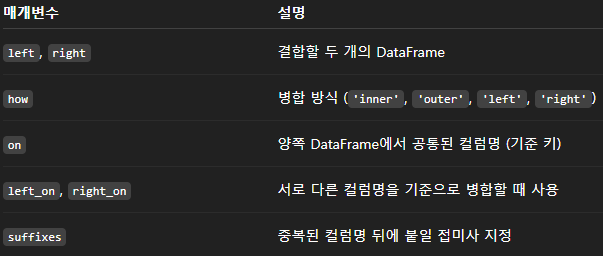 매개변수 설명
left, right 결합할 두 개의 DataFrame
how 병합 방식 ('inner', 'outer', 'left', 'right')
on 양쪽 DataFrame에서 공통된 컬럼명 (기준 키)
left_on, right_on 서로 다른 컬럼명을 기준으로 병합할 때 사용
suffixes 중복된 컬럼명 뒤에 붙일 접미사 지정